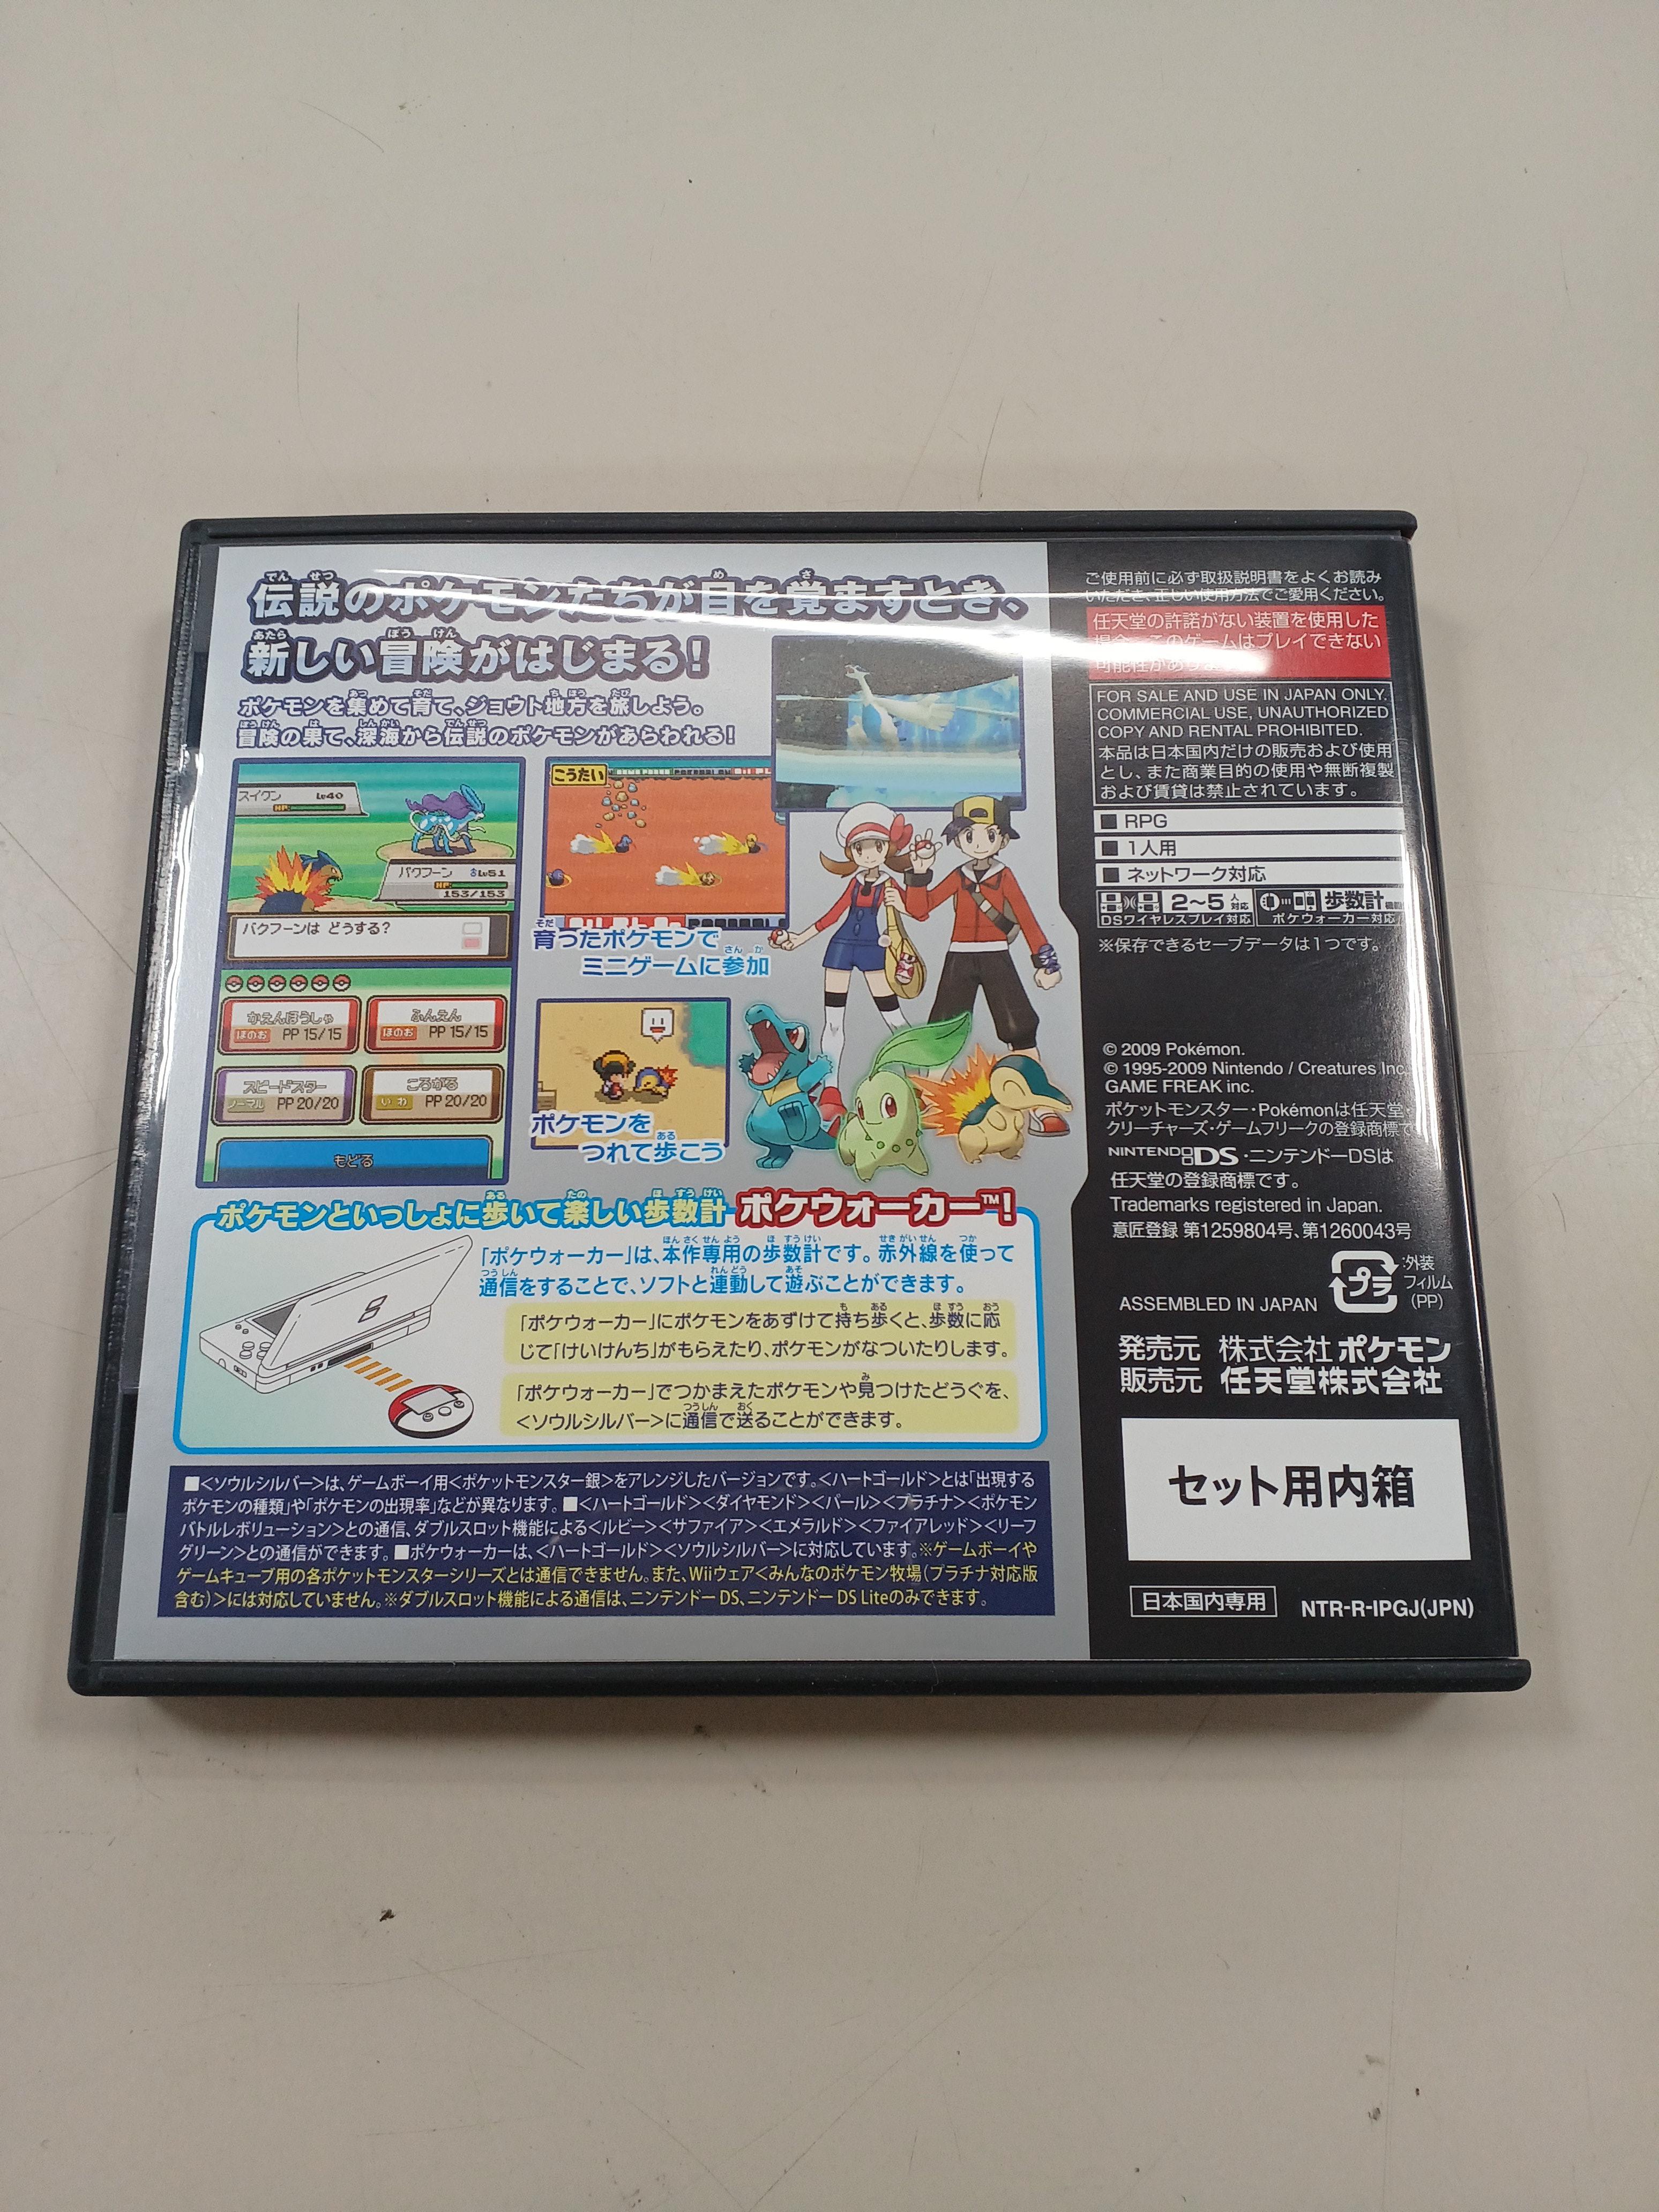 伝説のポケモンたちが目を覚ますとき、
新しい冒険がはじまる!
ポケモンを集めて育て、ジョウト地方を旅しよう。
冒険の果て、深海から伝説のポケモンがあらわれる!
スイクン Lv40
HP:
バクフーン ♂Lv51
HP:
153/153
バクフーンは どうする?
かえんほうしゃ
ほのお PP 15/15
ふんえん
ほのお PP 15/15
スピードスター
ノーマル PP 20/20
ころがる
いわ PP 20/20
もどる
こうたい
育ったポケモンで
ミニゲームに参加
ポケモンを
つれて歩こう
ポケモンといっしょに歩いて楽しい歩数計 ポケウォーカー™!
「ポケウォーカー」は、本作専用の歩数計です。赤外線を使って
通信をすることで、ソフトと連動して遊ぶことができます。
「ポケウォーカー」にポケモンをあずけて持ち歩くと、歩数に応
じて「けいけんち」がもらえたり、ポケモンがなついたりします。
「ポケウォーカー」でつかまえたポケモンや見つけたどうぐを、
<ソウルシルバー>に通信で送ることができます。
■<ソウルシルバー>は、ゲームボーイ用<ポケットモンスター銀>をアレンジしたバージョンです。<ハートゴールド>とは「出現する
ポケモンの種類」や「ポケモンの出現率」などが異なります。■<ハートゴールド><ダイヤモンド><パール><プラチナ><ポケモン
バトルレボリューション>との通信、ダブルスロット機能による<ルビー><サファイア><エメラルド><ファイアレッド><リーフ
グリーン>との通信ができます。■ポケウォーカーは、<ハートゴールド><ソウルシルバー>に対応しています。※ゲームボーイや
ゲームキューブ用の各ポケットモンスターシリーズとは通信できません。また、Wiiウェア<みんなのポケモン牧場(プラチナ対応版
含む)>には対応していません。※ダブルスロット機能による通信は、ニンテンドーDS、ニンテンドーDS Liteのみできます。
ご使用前に必ず取扱説明書をよくお読み
いただき、正しい使用方法でご愛用ください。
任天堂の許諾がない装置を使用した
場合、このゲームはプレイできない
可能性があ
FOR SALE AND USE IN JAPAN ONLY.
COMMERCIAL USE, UNAUTHORIZED
COPY AND RENTAL PROHIBITED.
本品は日本国内だけの販売および使用
とし、また商業目的の使用や無断複製
および賃貸は禁止されています。
■ RPG
■ 1人用
■ ネットワーク対応
2~5人対応
DSワイヤレスプレイ対応
歩数計
ポケウォーカー対応
※保存できるセーブデータは1つです。
© 2009 Pokémon.
© 1995-2009 Nintendo / Creatures Inc.
GAME FREAK inc.
ポケットモンスター・Pokémonは任天堂・
クリーチャーズ・ゲームフリークの登録商標で
NINTENDO DS・ニンテンドーDSは
任天堂の登録商標です。
Trademarks registered in Japan.
意匠登録 第1259804号、第1260043号
ASSEMBLED IN JAPAN
プラ
:外装
フィルム
(PP)
発売元 株式会社 ポケモン
販売元 任天堂株式会社
セット用内箱
日本国内専用
NTR-R-IPGJ(JPN)